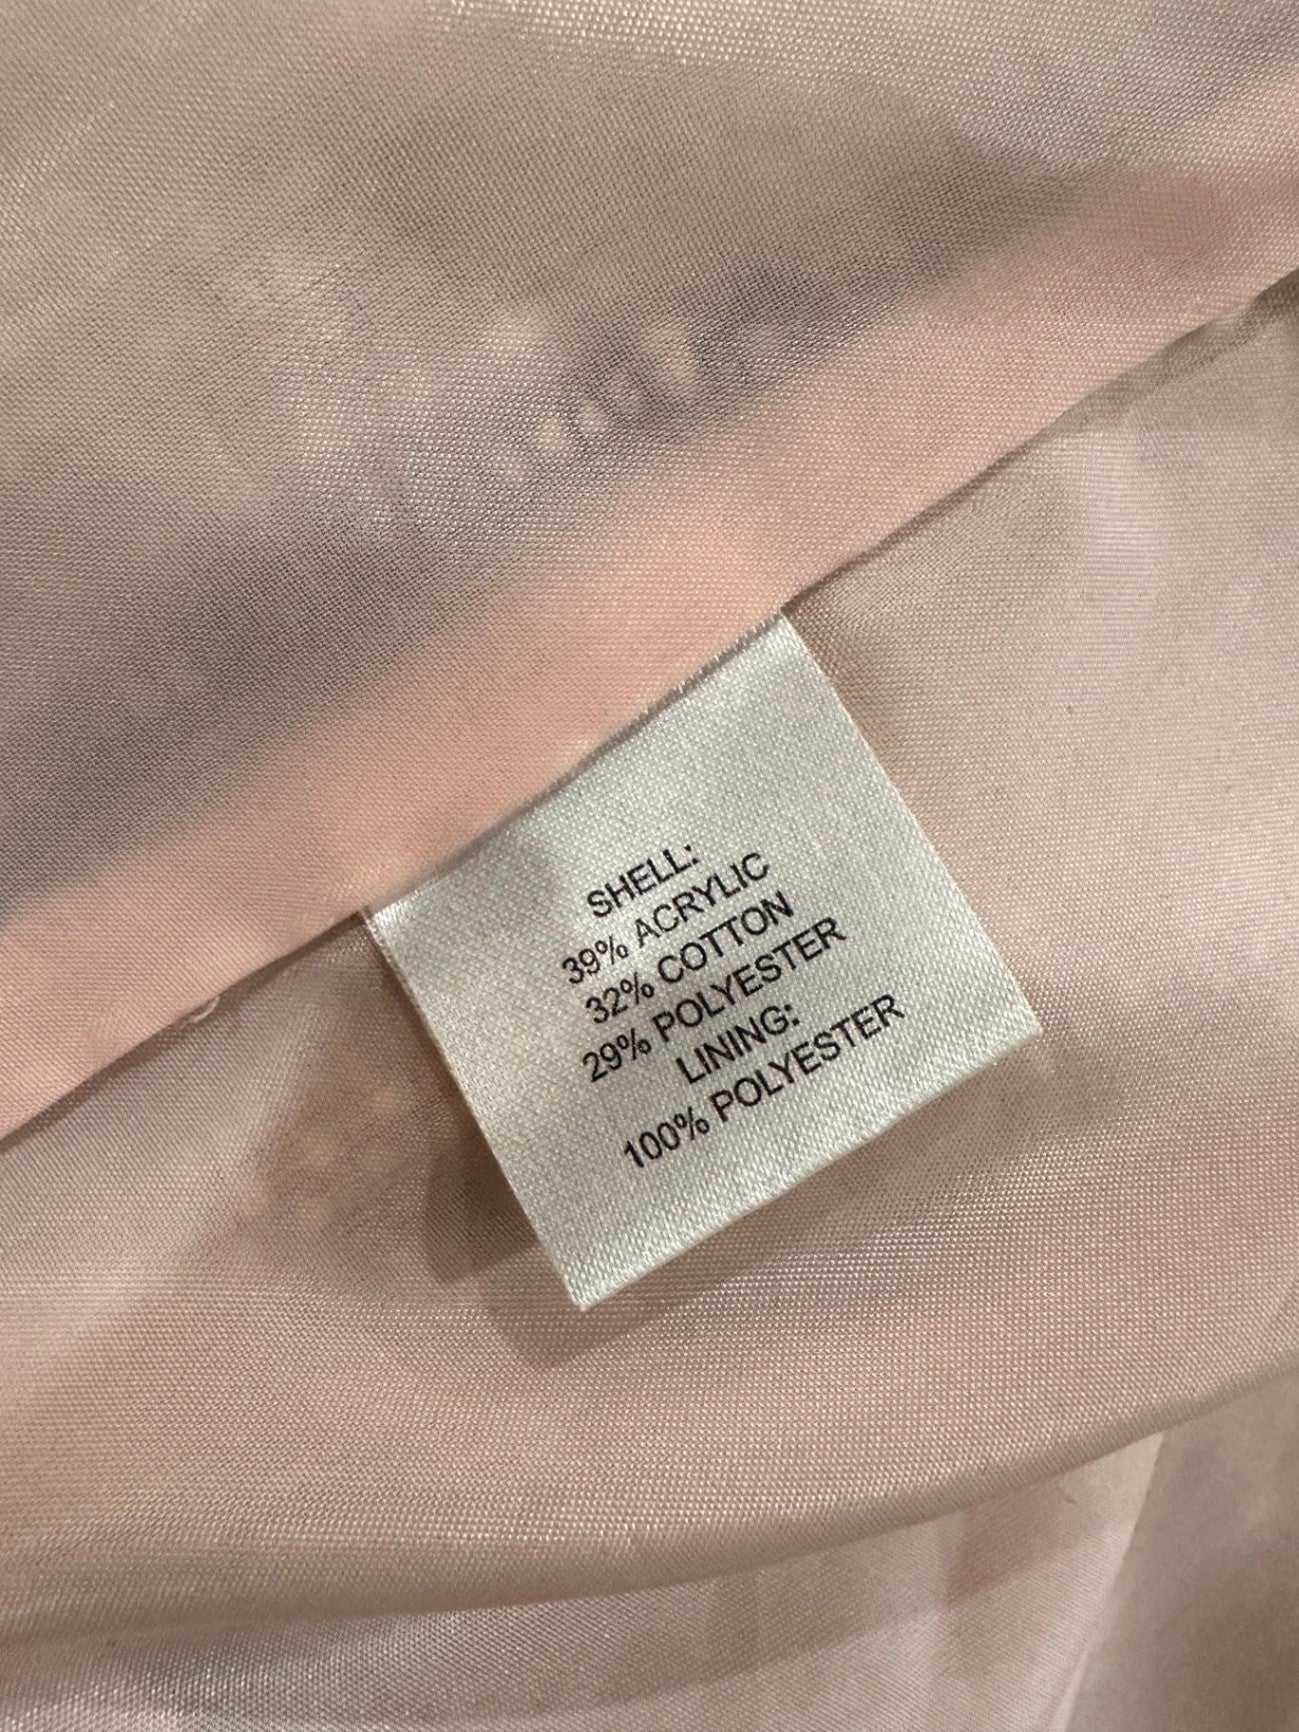 SHELL:
39% ACRYLIC
32% COTTON
29% POLYESTER
LINING:
100% POLYESTER